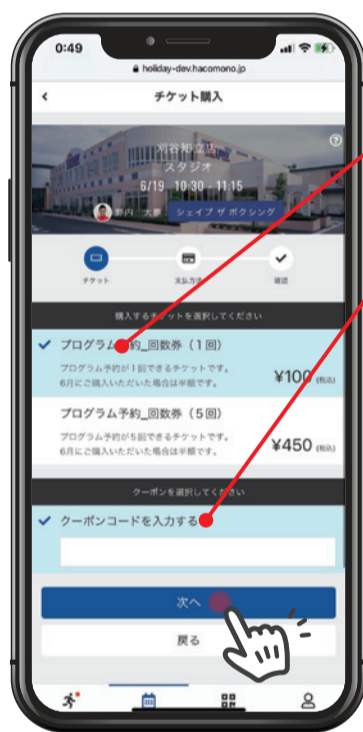 0:49
holiday-dev.hacomono.jp
チケット購入
刈谷知立店
スタジオ
6/19 10:30 - 11:15
野内 大勝 シェイプ ザ ボクシング
チケット 支払方法 確認
購入するチケットを選択してください
プログラム予約_回数券（1回）
プログラム予約が1回できるチケットです。
6月にご購入いただいた場合は半額です。
¥100 (税込)
プログラム予約_回数券（5回）
プログラム予約が5回できるチケットです。
6月にご購入いただいた場合は半額です。
¥450 (税込)
クーポンを選択してください
クーポンコードを入力する
次へ
戻る